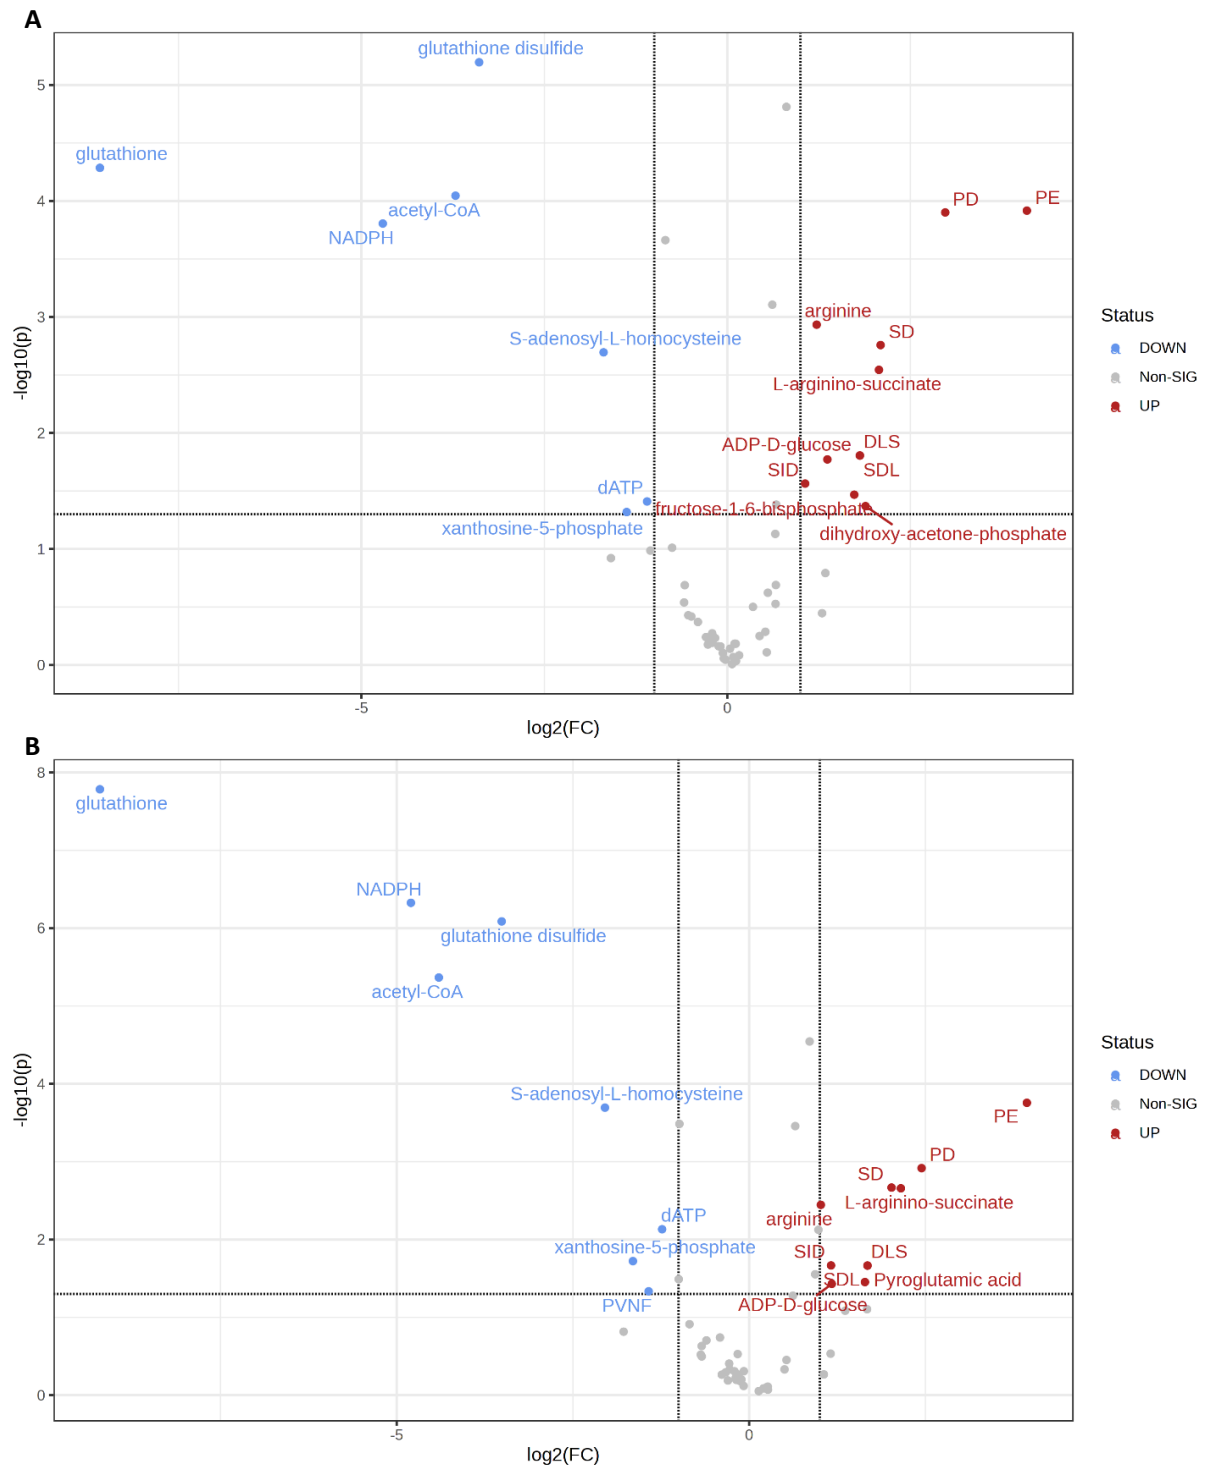 A
glutathione disulfide
5
glutathione
4
acetyl-CoA
NADPH
PD
PE
3
arginine
SD
S-adenosyl-L-homocysteine
L-arginino-succinate
2
ADP-D-glucose
DLS
SID
SDL
dATP
fructose-1-6-bisphosphate
xanthosine-5-phosphate
dihydroxy-acetone-phosphate
1
0
-log10(p)
-5
0
log2(FC)
Status
DOWN
Non-SIG
UP
B
8
glutathione
NADPH
6
glutathione disulfide
acetyl-CoA
4
S-adenosyl-L-homocysteine
PE
PD
SD
L-arginino-succinate
arginine
dATP
2
xanthosine-5-phosphate
SID
DLS
SDL
Pyroglutamic acid
PVNF
ADP-D-glucose
0
-log10(p)
-5
0
log2(FC)
Status
DOWN
Non-SIG
UP